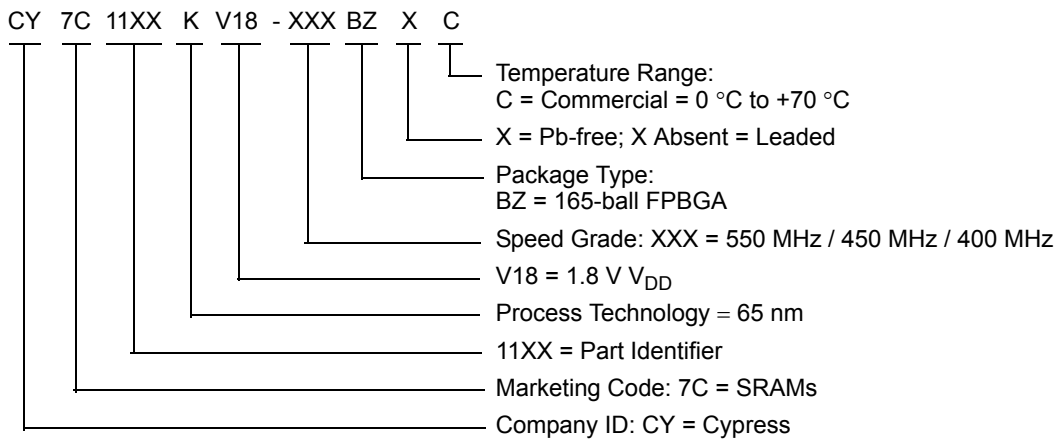 CY 7C 11XX K V18 - XXX BZ X C
Temperature Range:
C = Commercial = 0 °C to +70 °C
X = Pb-free; X Absent = Leaded
Package Type:
BZ = 165-ball FPBGA
Speed Grade: XXX = 550 MHz / 450 MHz / 400 MHz
V18 = 1.8 V VDD
Process Technology = 65 nm
11XX = Part Identifier
Marketing Code: 7C = SRAMs
Company ID: CY = Cypress